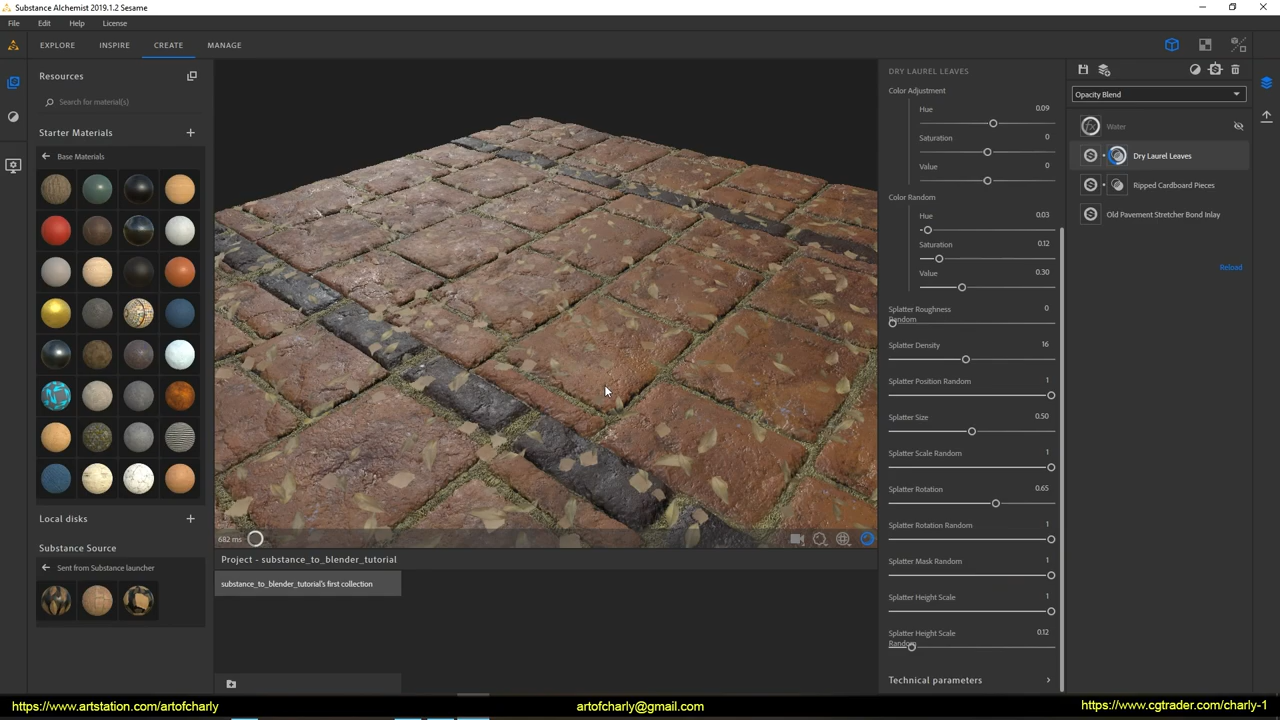 Substance Alchemist 2019.1.2 Sesame
File Edit Help License
EXPLORE INSPIRE CREATE MANAGE
Resources
Search for material(s)
Starter Materials
Base Materials
Local disks
Substance Source
Sent from Substance launcher
682 ms
Project - substance_to_blender_tutorial
substance_to_blender_tutorial's first collection
DRY LAUREL LEAVES
Color Adjustment
Hue 0.09
Saturation 0
Value 0
Color Random
Hue 0.03
Saturation 0.12
Value 0.30
Splatter Roughness 0
Random
Splatter Density 16
Splatter Position Random 1
Splatter Size 0.50
Splatter Scale Random 1
Splatter Rotation 0.65
Splatter Rotation Random 1
Splatter Mask Random 1
Splatter Height Scale 1
Splatter Height Scale 0.12
Random
Technical parameters
Opacity Blend
Water
Dry Laurel Leaves
Ripped Cardboard Pieces
Old Pavement Stretcher Bond Inlay
Reload
https://www.artstation.com/artofcharly artofcharly@gmail.com https://www.cgtrader.com/charly-1